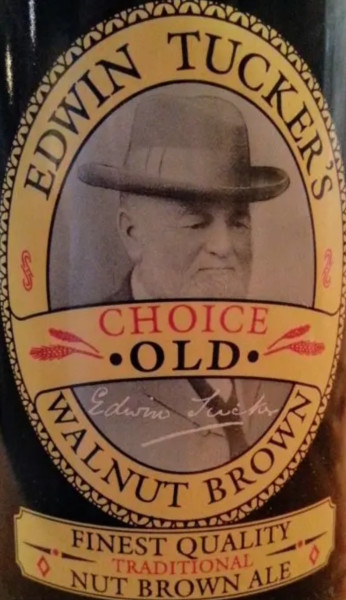 EDWIN TUCKER'S
CHOICE
•OLD•
Edwin Tucker
WALNUT BROWN
FINEST QUALITY
TRADITIONAL
NUT BROWN ALE